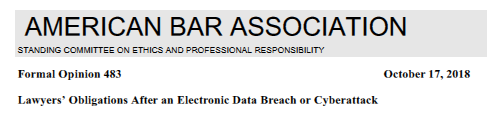 AMERICAN BAR ASSOCIATION
STANDING COMMITTEE ON ETHICS AND PROFESSIONAL RESPONSIBILITY
Formal Opinion 483 October 17, 2018
Lawyers’ Obligations After an Electronic Data Breach or Cyberattack